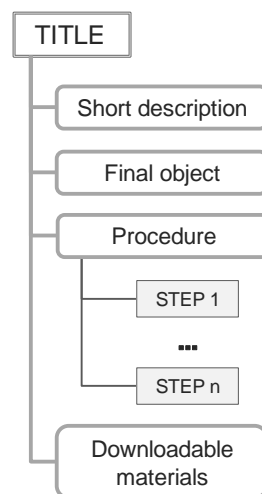 TITLE
Short description
Final object
Procedure
STEP 1
...
STEP n
Downloadable
materials